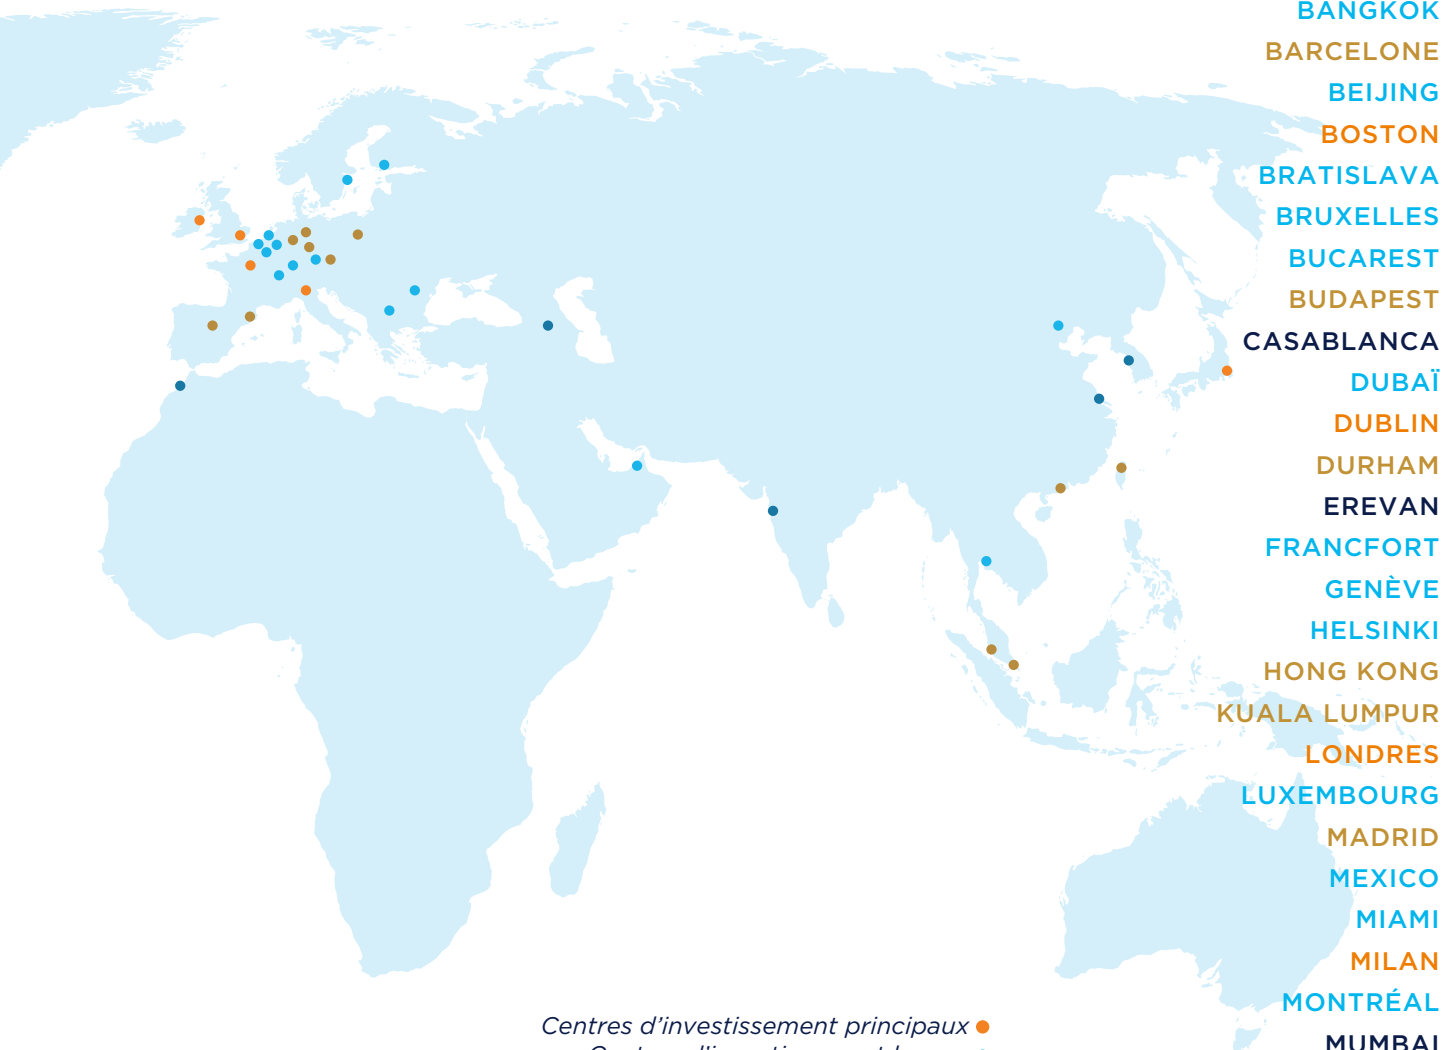 BANGKOK
BARCELONE
BEIJING
BOSTON
BRATISLAVA
BRUXELLES
BUCAREST
BUDAPEST
CASABLANCA
DUBAÏ
DUBLIN
DURHAM
EREVAN
FRANCFORT
GENÈVE
HELSINKI
HONG KONG
KUALA LUMPUR
LONDRES
LUXEMBOURG
MADRID
MEXICO
MIAMI
MILAN
MONTRÉAL
MUMBAI
Centres d’investissement principaux